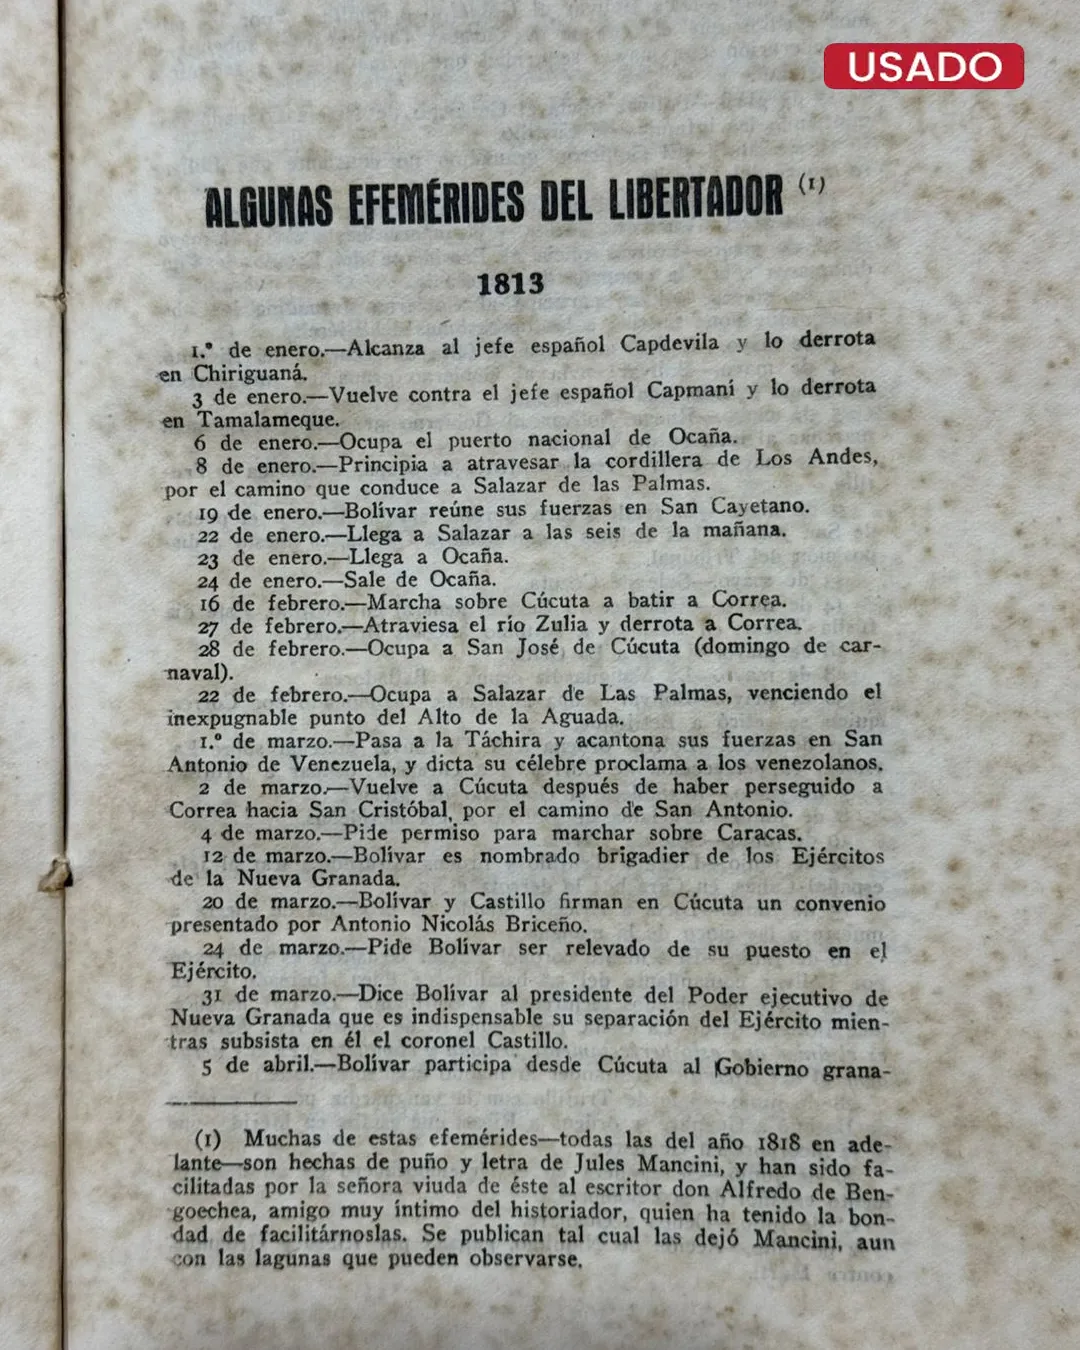 USADO
ALGUNAS EFEMÉRIDES DEL LIBERTADOR (1)
1813
1.º de enero.—Alcanza al jefe español Capdevila y lo derrota
en Chiriguaná.
3 de enero.—Vuelve contra el jefe español Capmaní y lo derrota
en Tamalameque.
6 de enero.—Ocupa el puerto nacional de Ocaña.
8 de enero.—Principia a atravesar la cordillera de Los Andes,
por el camino que conduce a Salazar de las Palmas.
19 de enero.—Bolívar reúne sus fuerzas en San Cayetano.
22 de enero.—Llega a Salazar a las seis de la mañana.
23 de enero.—Llega a Ocaña.
24 de enero.—Sale de Ocaña.
16 de febrero.—Marcha sobre Cúcuta a batir a Correa.
27 de febrero.—Atraviesa el río Zulia y derrota a Correa.
28 de febrero.—Ocupa a San José de Cúcuta (domingo de car-
naval).
22 de febrero.—Ocupa a Salazar de Las Palmas, venciendo el
inexpugnable punto del Alto de la Aguada.
1.º de marzo.—Pasa a la Táchira y acantona sus fuerzas en San
Antonio de Venezuela, y dicta su célebre proclama a los venezolanos.
2 de marzo.—Vuelve a Cúcuta después de haber perseguido a
Correa hacia San Cristóbal, por el camino de San Antonio.
4 de marzo.—Pide permiso para marchar sobre Caracas.
12 de marzo.—Bolívar es nombrado brigadier de los Ejércitos
de la Nueva Granada.
20 de marzo.—Bolívar y Castillo firman en Cúcuta un convenio
presentado por Antonio Nicolás Briceño.
24 de marzo.—Pide Bolívar ser relevado de su puesto en el
Ejército.
31 de marzo.—Dice Bolívar al presidente del Poder ejecutivo de
Nueva Granada que es indispensable su separación del Ejército mien-
tras subsista en él el coronel Castillo.
5 de abril.—Bolívar participa desde Cúcuta al Gobierno grana-
(1) Muchas de estas efemérides—todas las del año 1818 en ade-
lante—son hechas de puño y letra de Jules Mancini, y han sido fa-
cilitadas por la señora viuda de éste al escritor don Alfredo de Ben-
goechea, amigo muy íntimo del historiador, quien ha tenido la bon-
dad de facilitárnoslas. Se publican tal cual las dejó Mancini, aun
con las lagunas que pueden observarse.